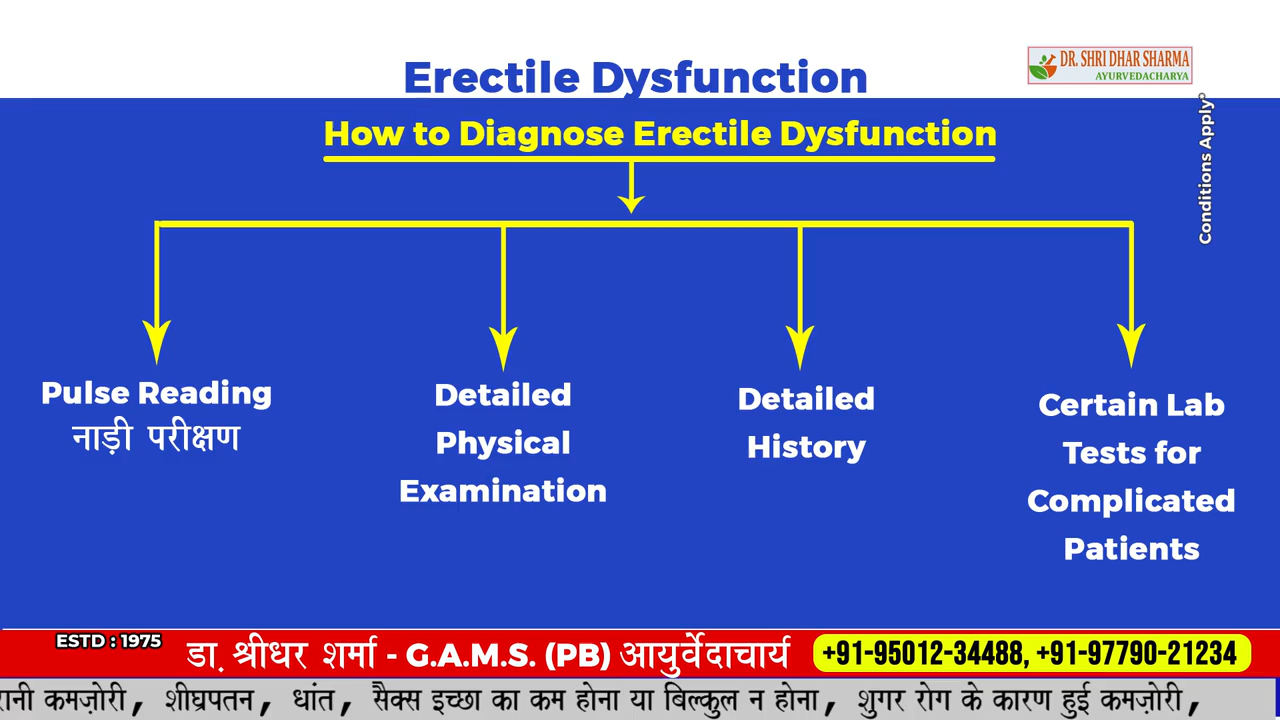 Erectile Dysfunction
DR. SHRI DHAR SHARMA
AYURVEDACHARYA
Conditions Apply
How to Diagnose Erectile Dysfunction
Pulse Reading
नाड़ी परीक्षण
Detailed
Physical
Examination
Detailed
History
Certain Lab
Tests for
Complicated
Patients
ESTD : 1975
डा. श्रीधर शर्मा - G.A.M.S. (PB) आयुर्वेदाचार्य
+91-95012-34488, +91-97790-21234
कमज़ोरी, शीघ्रपतन, धांत, सैक्स इच्छा का कम होना या बिल्कुल न होना, शुगर रोग के कारण हुई कमज़ोरी,